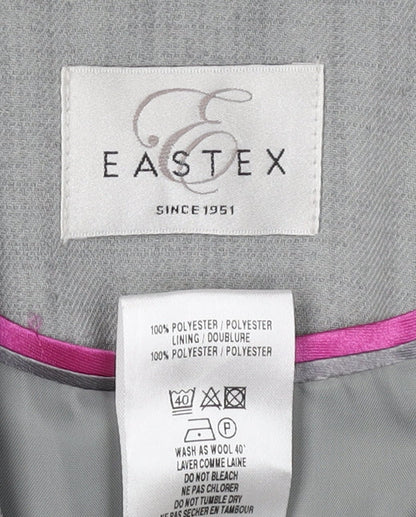 E
EASTEX
SINCE 1951
100% POLYESTER / POLYESTER
LINING / DOUBLURE
100% POLYESTER / POLYESTER
40
P
WASH AS WOOL 40°
LAVER COMME LAINE
DO NOT BLEACH
NE PAS CHLORER
DO NOT TUMBLE DRY
NE PAS SECHER EN TAMBOUR